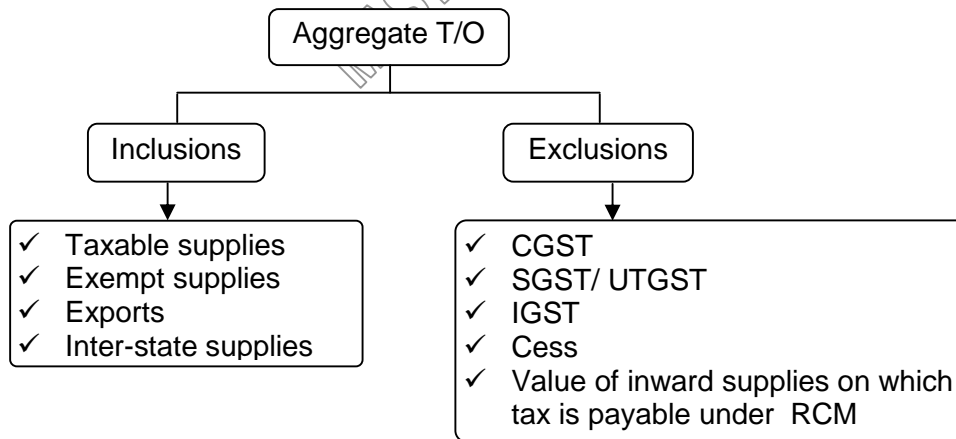 Aggregate T/O
Inclusions
Exclusions
✓ Taxable supplies
✓ Exempt supplies
✓ Exports
✓ Inter-state supplies
✓ CGST
✓ SGST/ UTGST
✓ IGST
✓ Cess
✓ Value of inward supplies on which
tax is payable under RCM